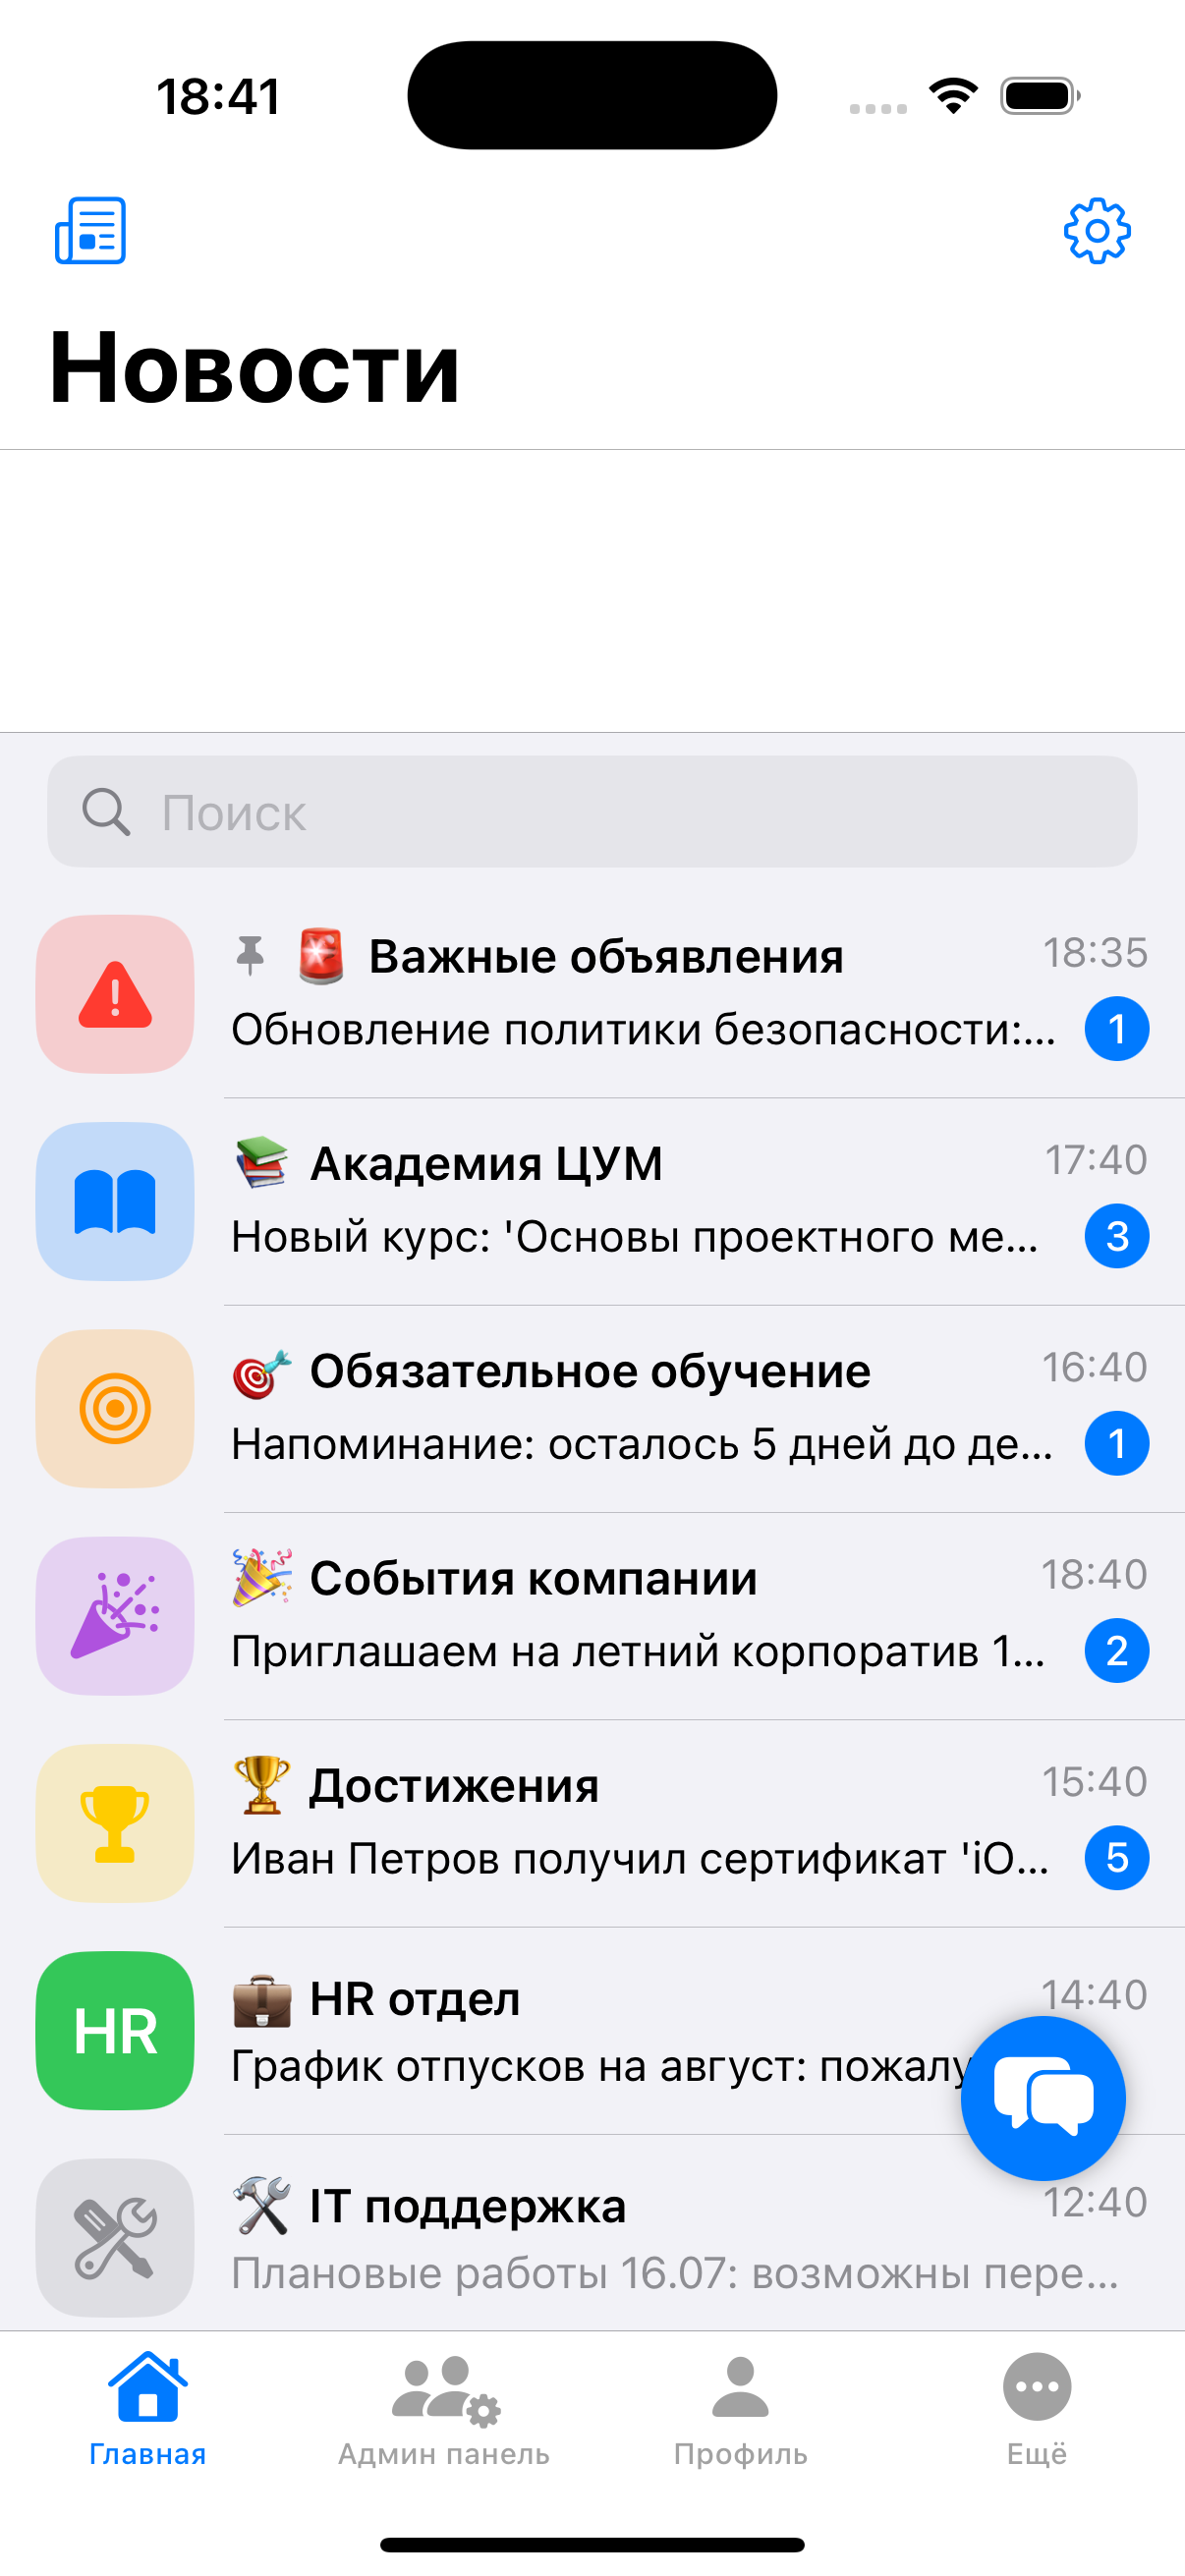 18:41
Новости
Поиск
Важные объявления 18:35
Обновление политики безопасности:... 1
Академия ЦУМ 17:40
Новый курс: 'Основы проектного ме... 3
Обязательное обучение 16:40
Напоминание: осталось 5 дней до де... 1
События компании 18:40
Приглашаем на летний корпоратив 1... 2
Достижения 15:40
Иван Петров получил сертификат 'iO... 5
HR
HR отдел 14:40
График отпусков на август: пожалу
IT поддержка 12:40
Плановые работы 16.07: возможны пере...
Главная
Админ панель
Профиль
Ещё